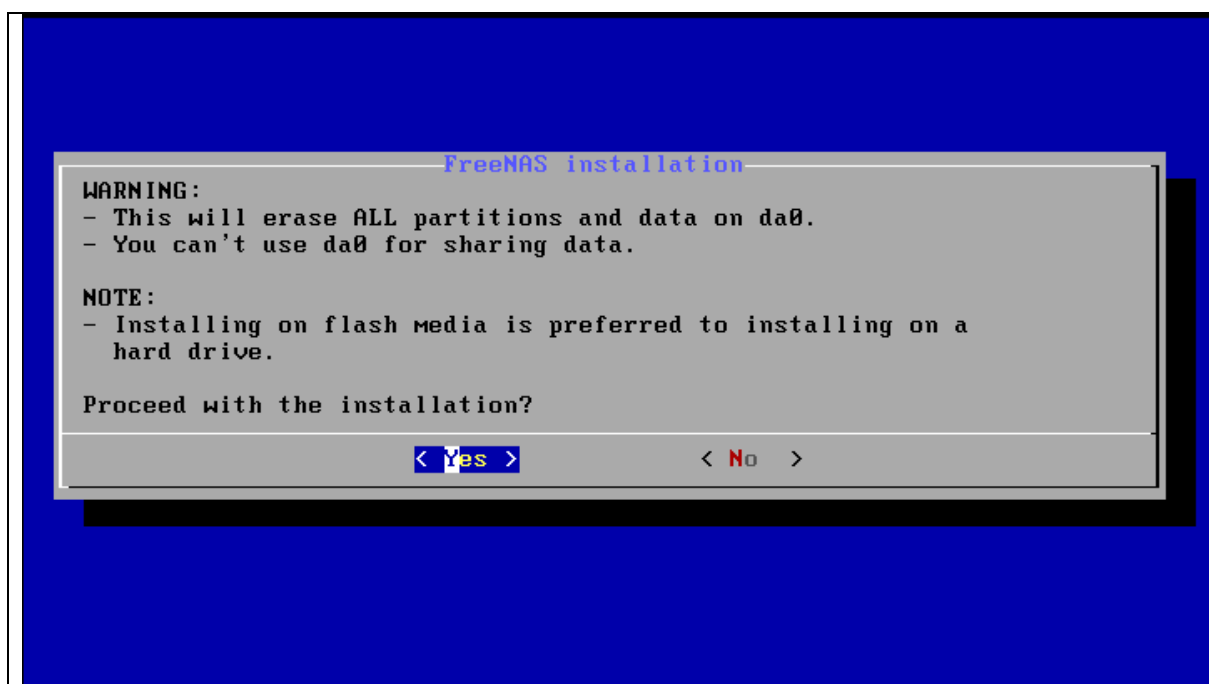 FreeNAS installation
WARNING:
- This will erase ALL partitions and data on da0.
- You can't use da0 for sharing data.
NOTE:
- Installing on flash media is preferred to installing on a
hard drive.
Proceed with the installation?
< Yes > < No >